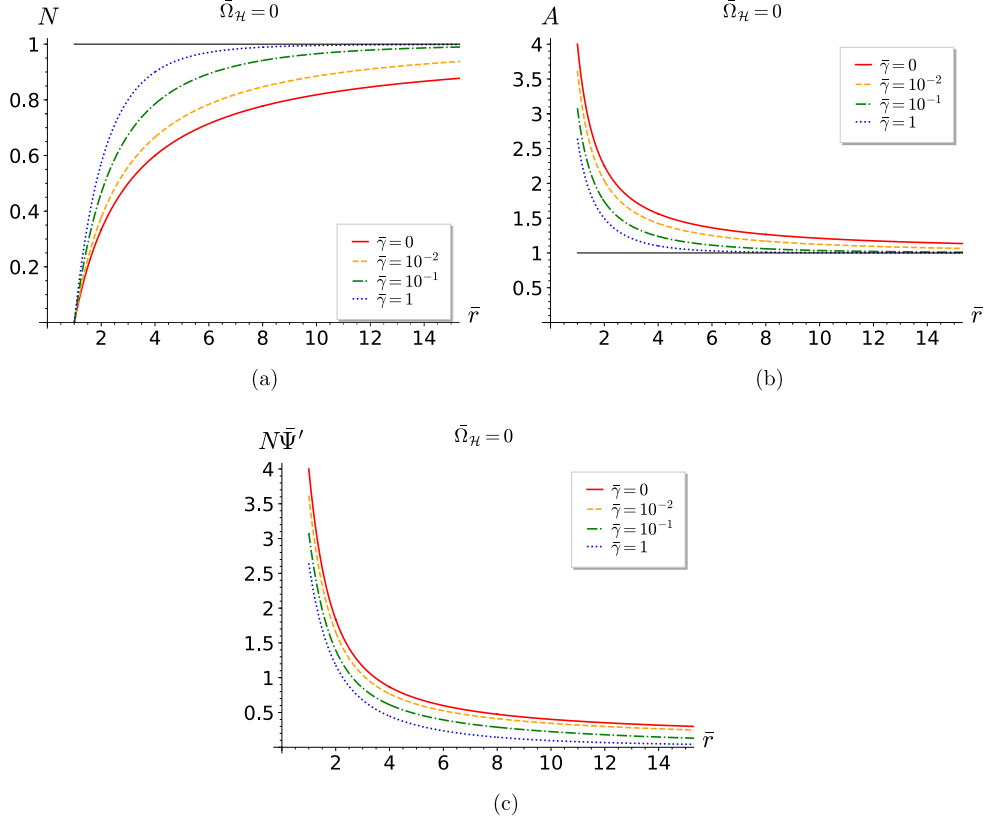 N
Ω̄_ℋ = 0
1
0.8
0.6
0.4
0.2
γ̄ = 0
γ̄ = 10⁻²
γ̄ = 10⁻¹
γ̄ = 1
2 4 6 8 10 12 14
r̄
(a)
A
Ω̄_ℋ = 0
4
3.5
3
2.5
2
1.5
1
0.5
γ̄ = 0
γ̄ = 10⁻²
γ̄ = 10⁻¹
γ̄ = 1
2 4 6 8 10 12 14
r̄
(b)
NΨ̄′
Ω̄_ℋ = 0
4
3.5
3
2.5
2
1.5
1
0.5
γ̄ = 0
γ̄ = 10⁻²
γ̄ = 10⁻¹
γ̄ = 1
2 4 6 8 10 12 14
r̄
(c)